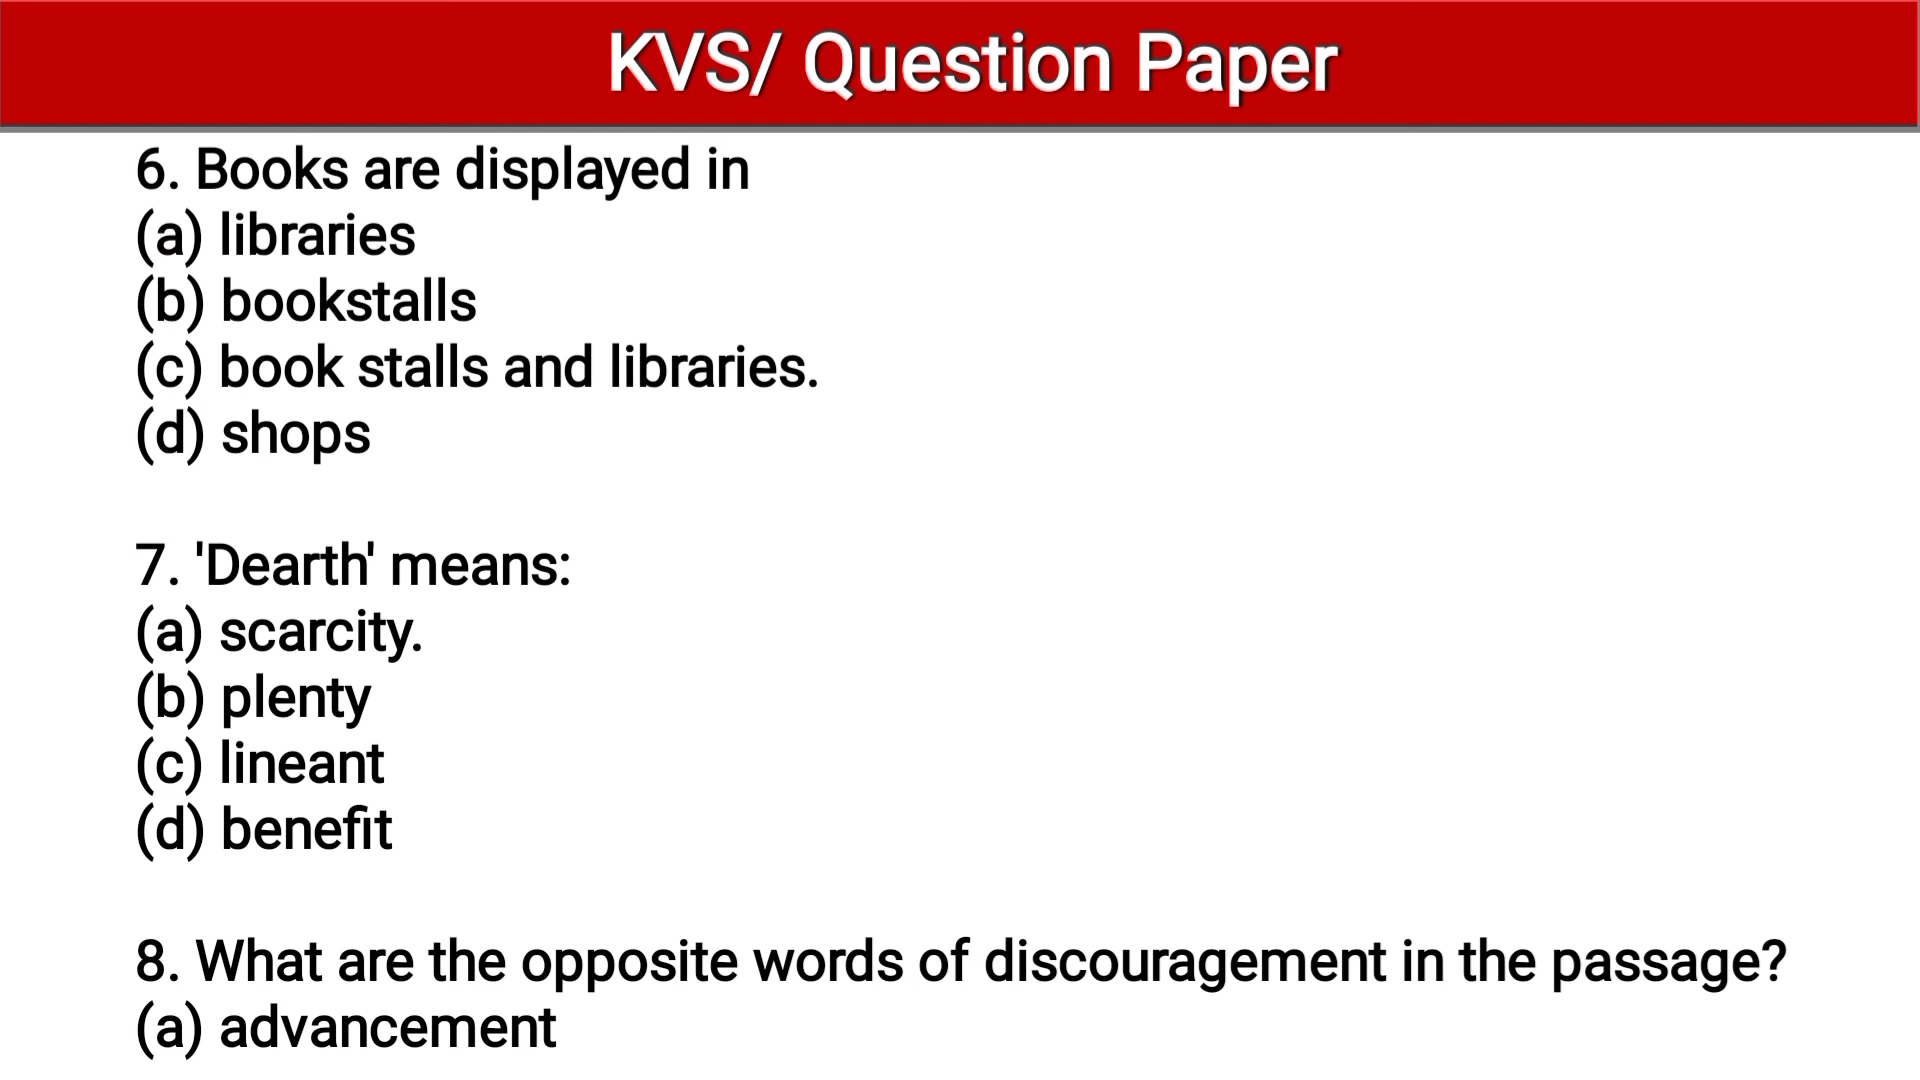 KVS/ Question Paper
6. Books are displayed in
(a) libraries
(b) bookstalls
(c) book stalls and libraries.
(d) shops
7. 'Dearth' means:
(a) scarcity.
(b) plenty
(c) lineant
(d) benefit
8. What are the opposite words of discouragement in the passage?
(a) advancement